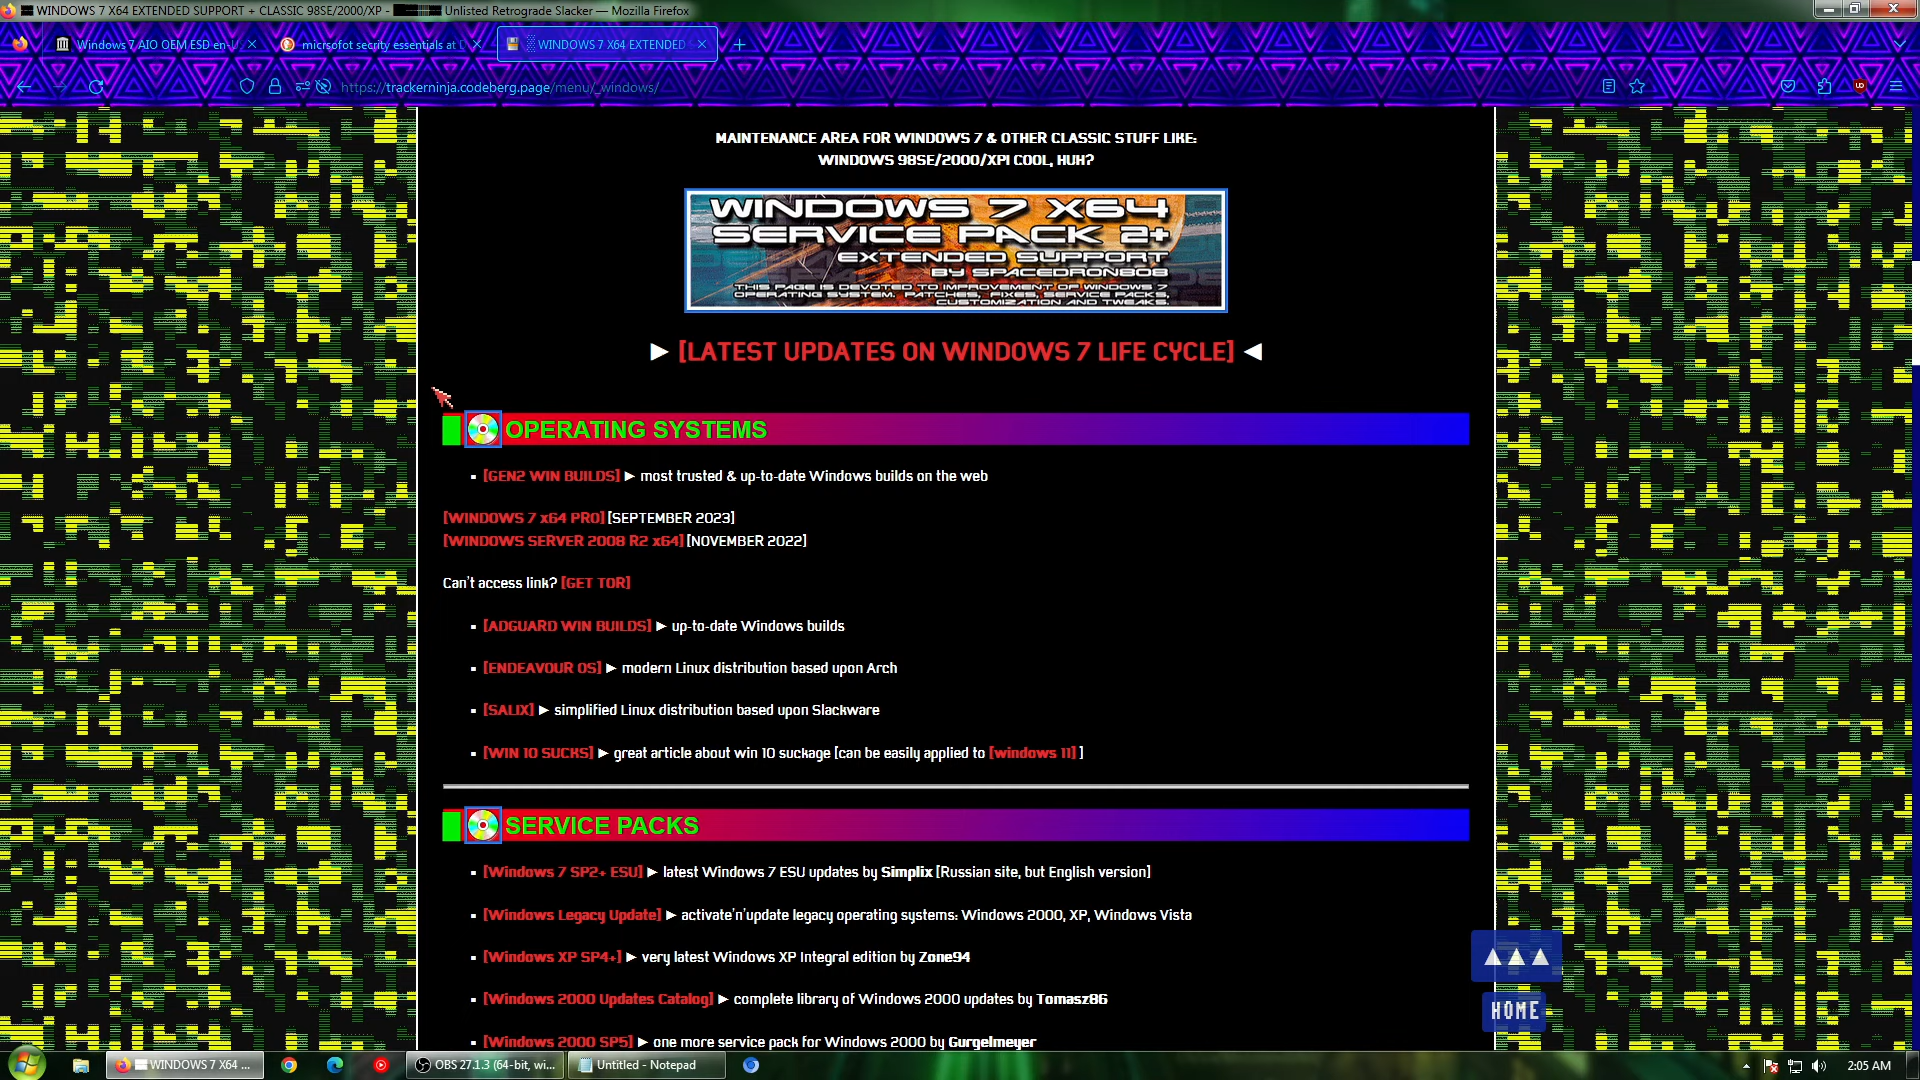 WINDOWS 7 X64 EXTENDED SUPPORT + CLASSIC 98SE/2000/XP - Unlisted Retrograde Slacker — Mozilla Firefox
Windows 7 AIO OEM ESD en-U
micrsofot secrity essentials at D
WINDOWS 7 X64 EXTENDED S
https://trackerninja.codeberg.page/menu/_windows/
MAINTENANCE AREA FOR WINDOWS 7 & OTHER CLASSIC STUFF LIKE:
WINDOWS 98SE/2000/XP! COOL, HUH?
WINDOWS 7 X64
SERVICE PACK 2+
EXTENDED SUPPORT
BY SPACEDRON808
THIS PAGE IS DEVOTED TO IMPROVEMENT OF WINDOWS 7
OPERATING SYSTEM. PATCHES, FIXES, SERVICE PACKS,
CUSTOMIZATION AND TWEAKS.
► [LATEST UPDATES ON WINDOWS 7 LIFE CYCLE] ◄
OPERATING SYSTEMS
▪ [GEN2 WIN BUILDS] ► most trusted & up-to-date Windows builds on the web
[WINDOWS 7 x64 PRO] [SEPTEMBER 2023]
[WINDOWS SERVER 2008 R2 x64] [NOVEMBER 2022]
Can't access link? [GET TOR]
▪ [ADGUARD WIN BUILDS] ► up-to-date Windows builds
▪ [ENDEAVOUR OS] ► modern Linux distribution based upon Arch
▪ [SALIX] ► simplified Linux distribution based upon Slackware
▪ [WIN 10 SUCKS] ► great article about win 10 suckage [can be easily applied to [windows 11] ]
SERVICE PACKS
▪ [Windows 7 SP2+ ESU] ► latest Windows 7 ESU updates by Simplix [Russian site, but English version]
▪ [Windows Legacy Update] ► activate'n'update legacy operating systems: Windows 2000, XP, Windows Vista
▪ [Windows XP SP4+] ► very latest Windows XP Integral edition by Zone94
▪ [Windows 2000 Updates Catalog] ► complete library of Windows 2000 updates by Tomasz86
▪ [Windows 2000 SP5] ► one more service pack for Windows 2000 by Gurgelmeyer
▲▲▲
HOME
WINDOWS 7 X64 ...
OBS 27.1.3 (64-bit, wi...
Untitled - Notepad
2:05 AM